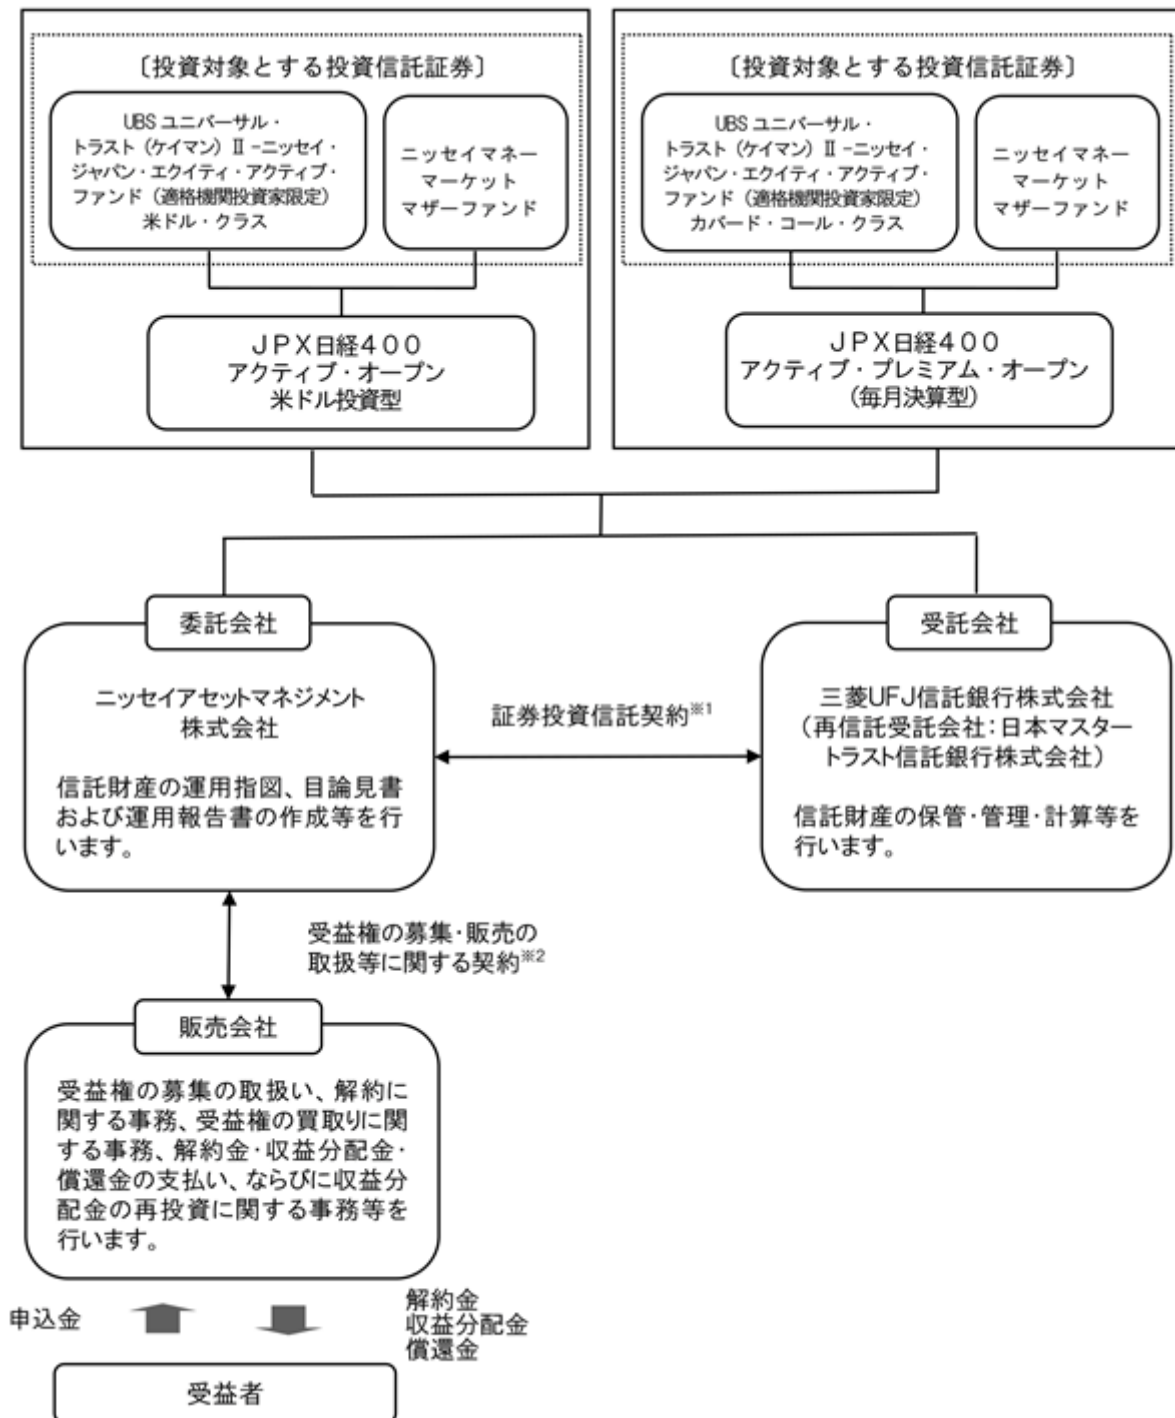 〔投資対象とする投資信託証券〕
UBS ユニバーサル・
トラスト（ケイマン）Ⅱ－ニッセイ・
ジャパン・エクイティ・アクティブ・
ファンド（適格機関投資家限定）
米ドル・クラス
ニッセイマネー
マーケット
マザーファンド
ＪＰＸ日経４００
アクティブ・オープン
米ドル投資型
〔投資対象とする投資信託証券〕
UBS ユニバーサル・
トラスト（ケイマン）Ⅱ－ニッセイ・
ジャパン・エクイティ・アクティブ・
ファンド（適格機関投資家限定）
カバード・コール・クラス
ニッセイマネー
マーケット
マザーファンド
ＪＰＸ日経４００
アクティブ・プレミアム・オープン
（毎月決算型）
委託会社
ニッセイアセットマネジメント
株式会社
信託財産の運用指図、目論見書
および運用報告書の作成等を行
います。
証券投資信託契約※1
受託会社
三菱UFJ信託銀行株式会社
（再信託受託会社：日本マスター
トラスト信託銀行株式会社）
信託財産の保管・管理・計算等を
行います。
受益権の募集・販売の
取扱等に関する契約※2
販売会社
受益権の募集の取扱い、解約に
関する事務、受益権の買取りに関
する事務、解約金・収益分配金・
償還金の支払い、ならびに収益分
配金の再投資に関する事務等を
行います。
申込金
解約金
収益分配金
償還金
受益者